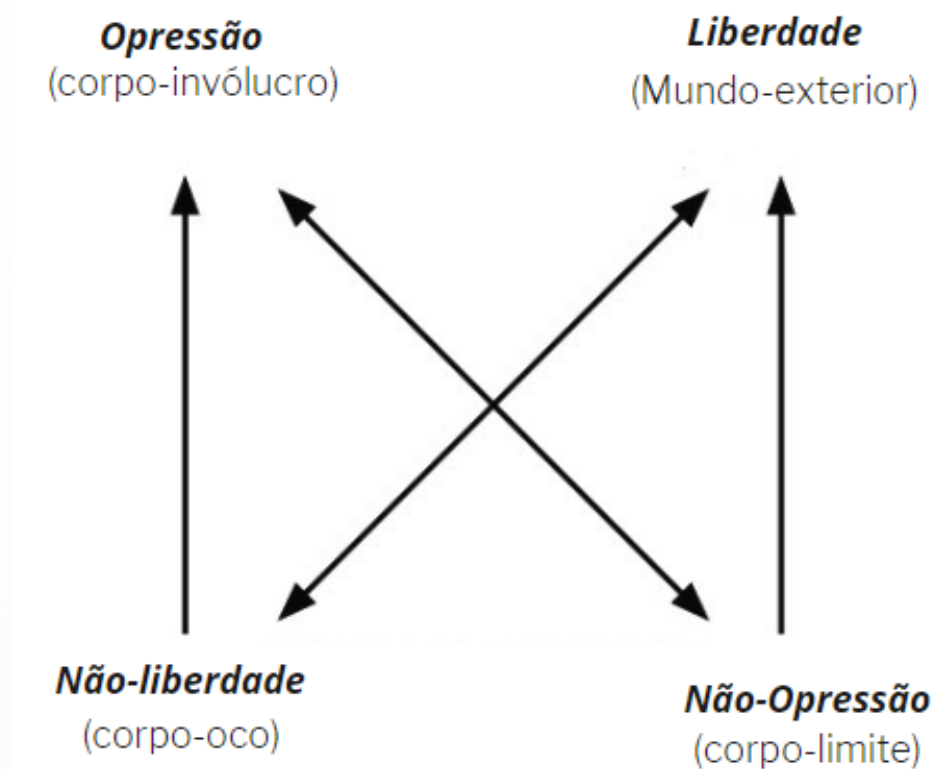 Opressão
(corpo-invólucro)
Liberdade
(Mundo-exterior)
Não-liberdade
(corpo-oco)
Não-Opressão
(corpo-limite)